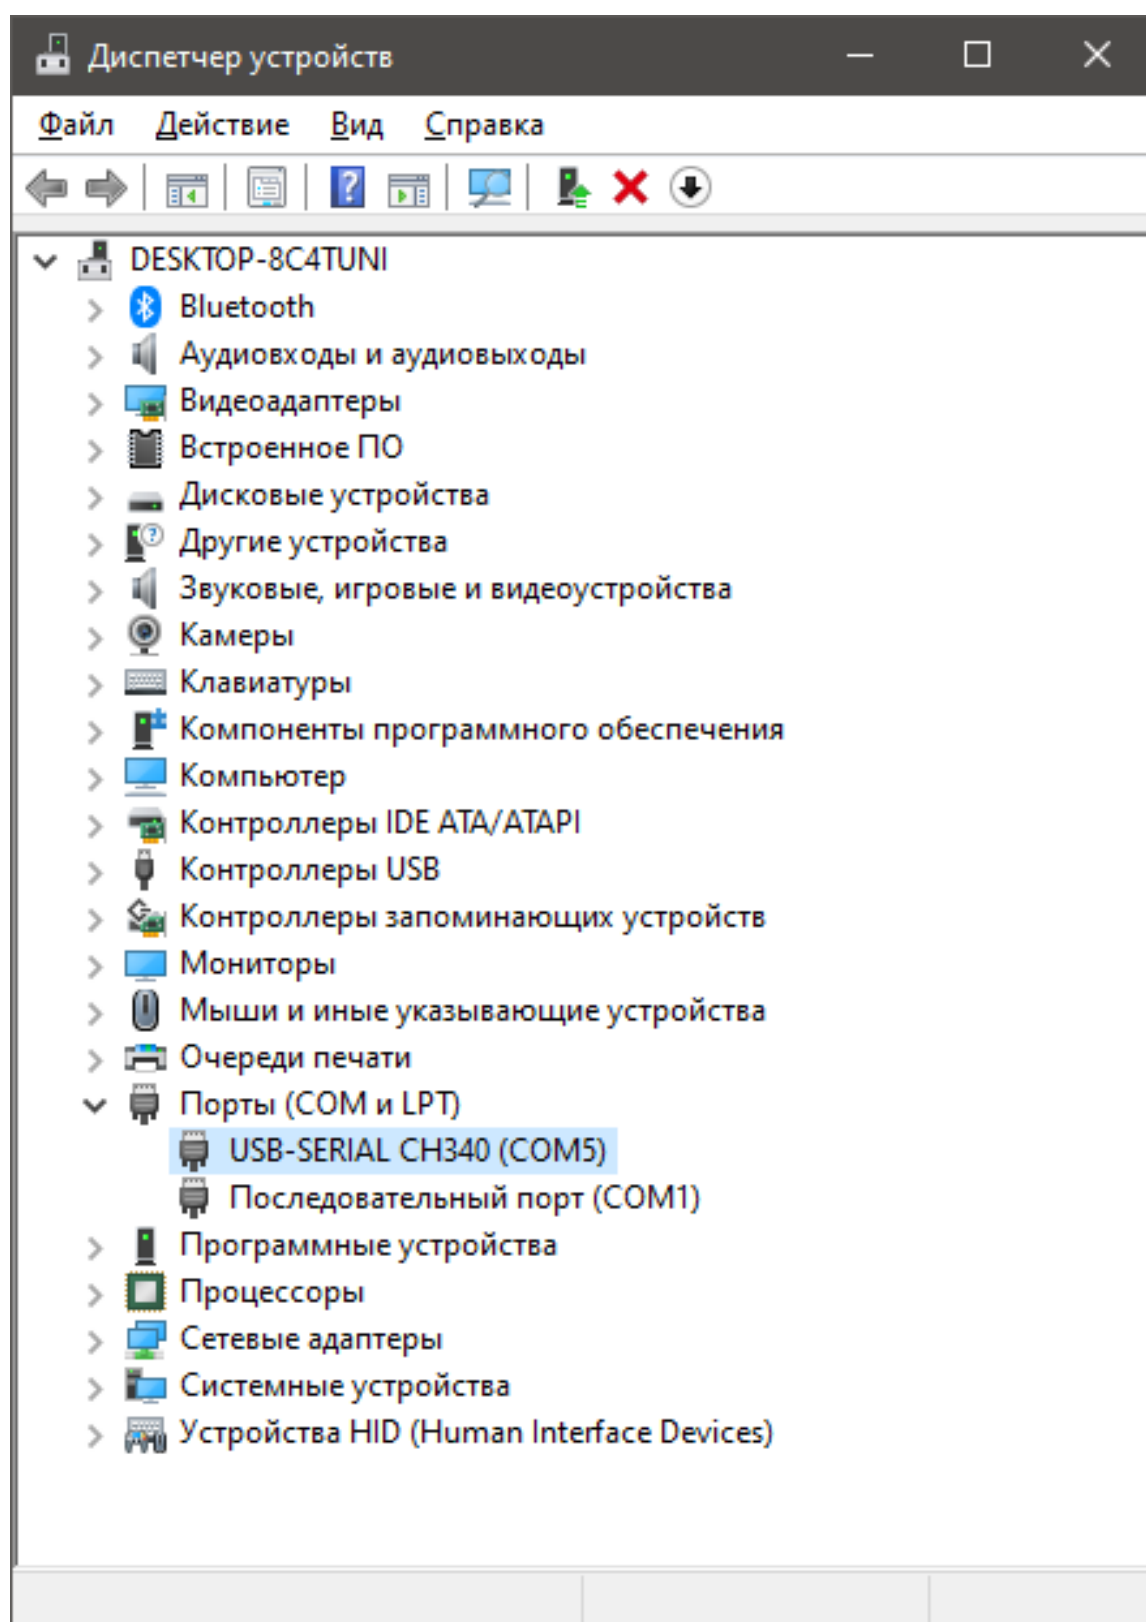 Диспетчер устройств
Файл Действие Вид Справка
DESKTOP-8C4TUNI
Bluetooth
Аудиовходы и аудиовыходы
Видеоадаптеры
Встроенное ПО
Дисковые устройства
Другие устройства
Звуковые, игровые и видеоустройства
Камеры
Клавиатуры
Компоненты программного обеспечения
Компьютер
Контроллеры IDE ATA/ATAPI
Контроллеры USB
Контроллеры запоминающих устройств
Мониторы
Мыши и иные указывающие устройства
Очереди печати
Порты (COM и LPT)
USB-SERIAL CH340 (COM5)
Последовательный порт (COM1)
Программные устройства
Процессоры
Сетевые адаптеры
Системные устройства
Устройства HID (Human Interface Devices)